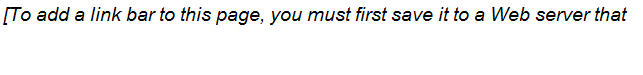 [To add a link bar to this page, you must first save it to a Web server that